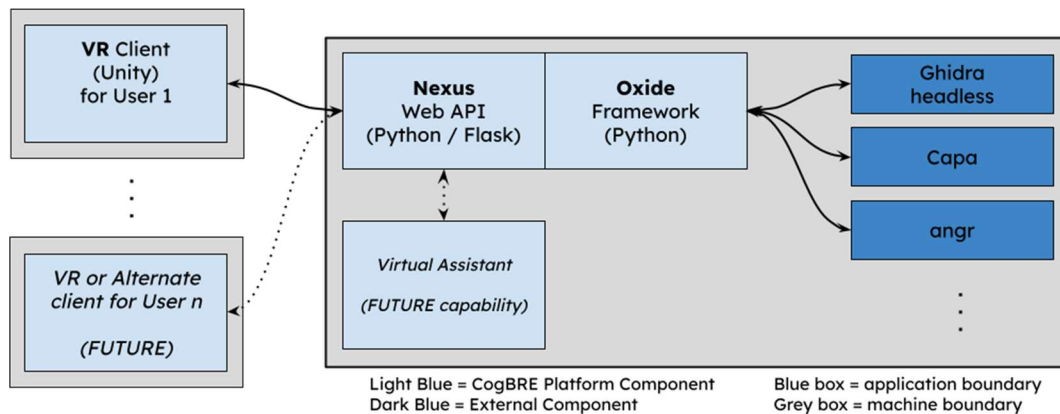 VR Client
(Unity)
for User 1
VR or Alternate
client for User n
(FUTURE)
Nexus
Web API
(Python / Flask)
Oxide
Framework
(Python)
Virtual Assistant
(FUTURE capability)
Ghidra
headless
Capa
angr
Light Blue = CogBRE Platform Component
Dark Blue = External Component
Blue box = application boundary
Grey box = machine boundary